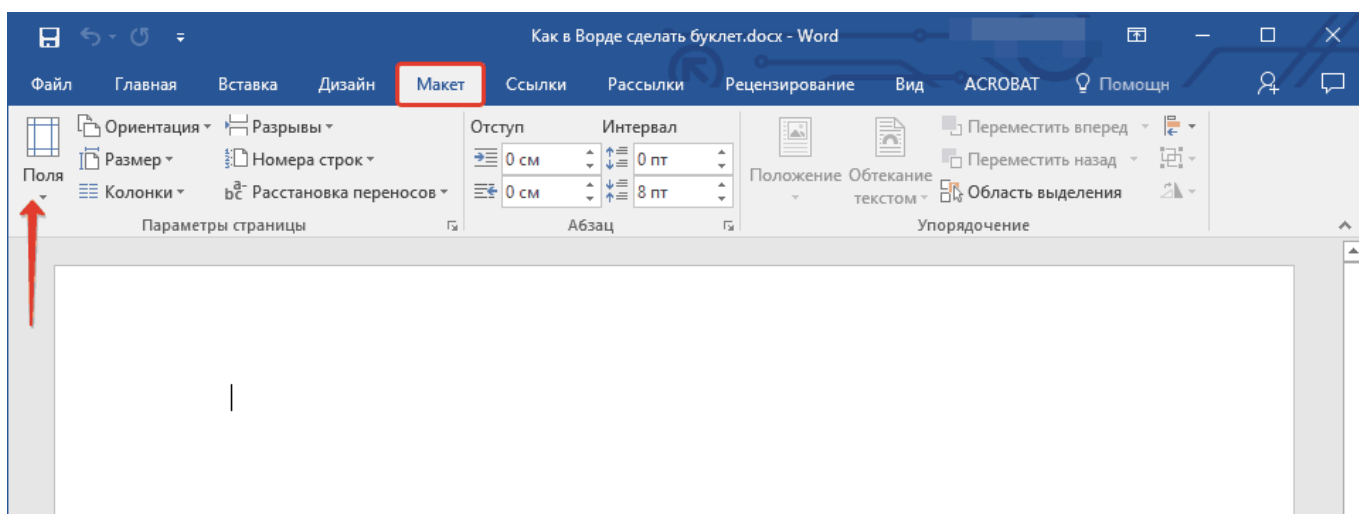 Как в Ворде сделать буклет.docx - Word
Файл Главная Вставка Дизайн Макет Ссылки Рассылки Рецензирование Вид ACROBAT Помощн
Ориентация Разрывы Отступ Интервал Переместить вперед
Размер Номера строк 0 см 0 пт Переместить назад
Поля Положение Обтекание
Колонки Расстановка переносов 0 см 8 пт текстом Область выделения
Параметры страницы Абзац Упорядочение